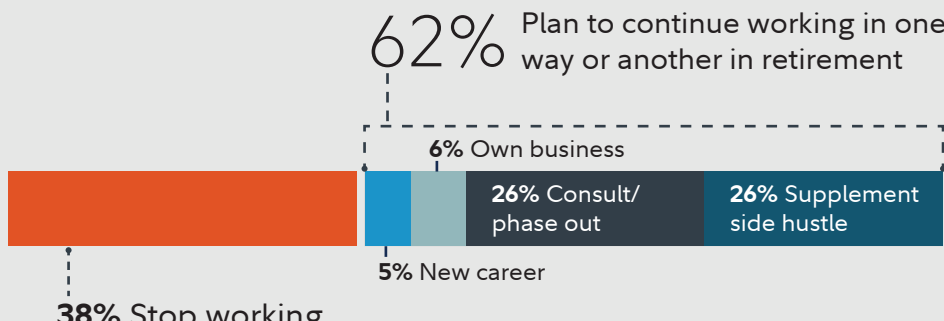 62% Plan to continue working in one
way or another in retirement
6% Own business
26% Consult/
phase out
26% Supplement
side hustle
5% New career
38% Stop working